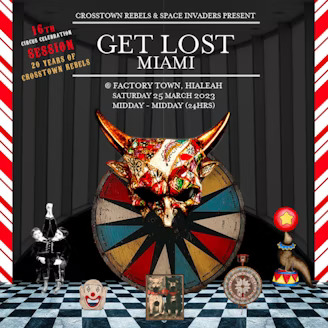 CROSSTOWN REBELS & SPACE INVADERS PRESENT
GET LOST
MIAMI
@ FACTORY TOWN, HIALEAH
SATURDAY 25 MARCH 2023
MIDDAY - MIDDAY (24HRS)
16TH
CIRCUS CELEBRATION
SESSION
20 YEARS OF
CROSSTOWN REBELS